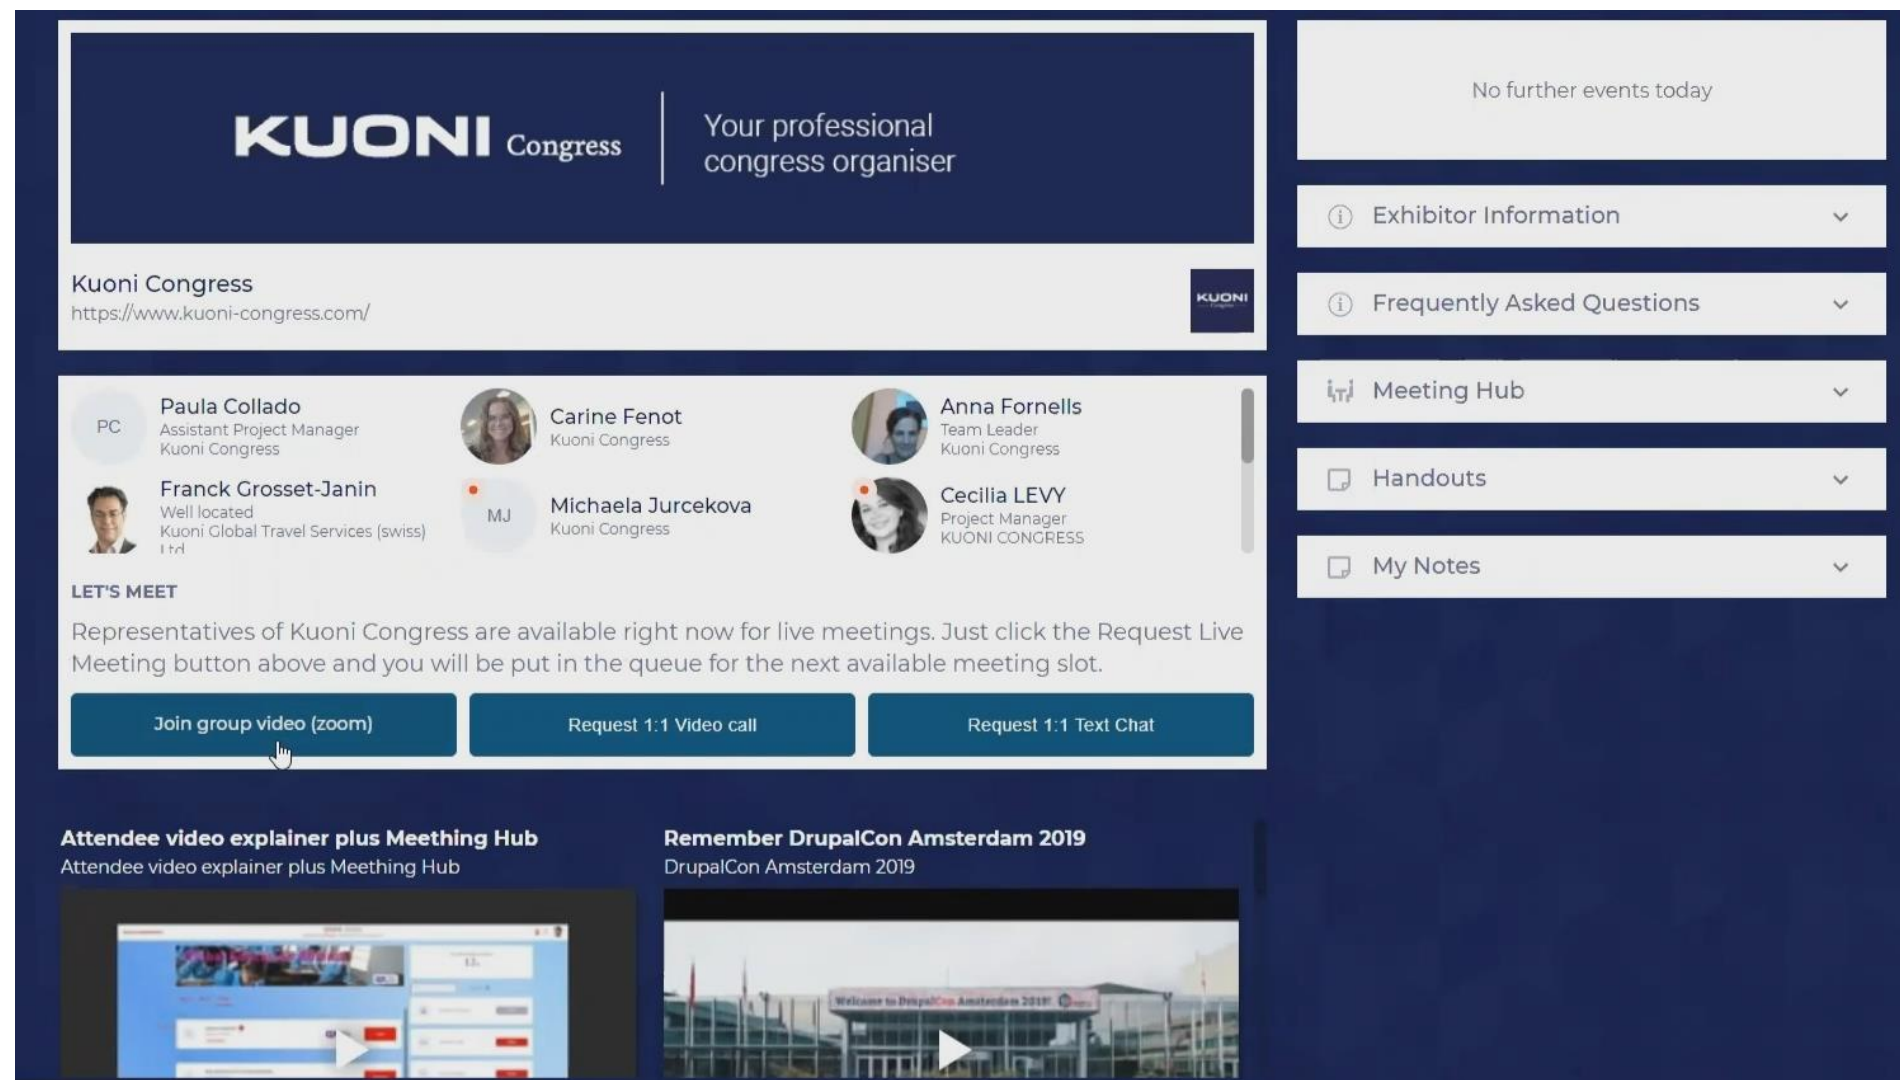 KUONI Congress
Your professional
congress organiser
Kuoni Congress
https://www.kuoni-congress.com/
KUONI
PC
Paula Collado
Assistant Project Manager
Kuoni Congress
Carine Fenot
Kuoni Congress
Anna Fornells
Team Leader
Kuoni Congress
Franck Grosset-Janin
Well located
Kuoni Global Travel Services (swiss)
Ltd
MJ
Michaela Jurcekova
Kuoni Congress
Cecilia LEVY
Project Manager
KUONI CONGRESS
LET'S MEET
Representatives of Kuoni Congress are available right now for live meetings. Just click the Request Live
Meeting button above and you will be put in the queue for the next available meeting slot.
Join group video (zoom)
Request 1:1 Video call
Request 1:1 Text Chat
Attendee video explainer plus Meething Hub
Attendee video explainer plus Meething Hub
Remember DrupalCon Amsterdam 2019
DrupalCon Amsterdam 2019
Welcome to DrupalCon Amsterdam 2019!
No further events today
Exhibitor Information
Frequently Asked Questions
Meeting Hub
Handouts
My Notes